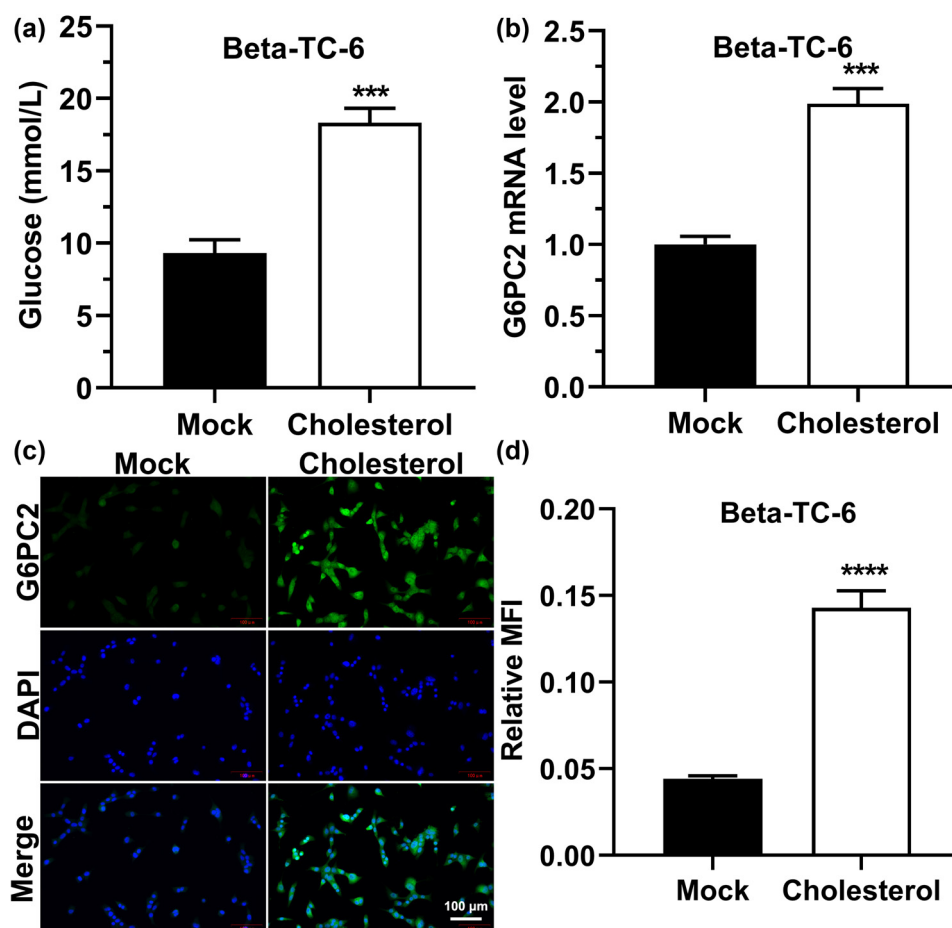 (a)
Beta-TC-6
Glucose (mmol/L)
25
20
15
10
5
0
***
Mock
Cholesterol
(b)
Beta-TC-6
G6PC2 mRNA level
2.5
2.0
1.5
1.0
0.5
0.0
***
Mock
Cholesterol
(c)
Mock
Cholesterol
G6PC2
DAPI
Merge
100 μm
(d)
Beta-TC-6
Relative MFI
0.20
0.15
0.10
0.05
0.00
****
Mock
Cholesterol